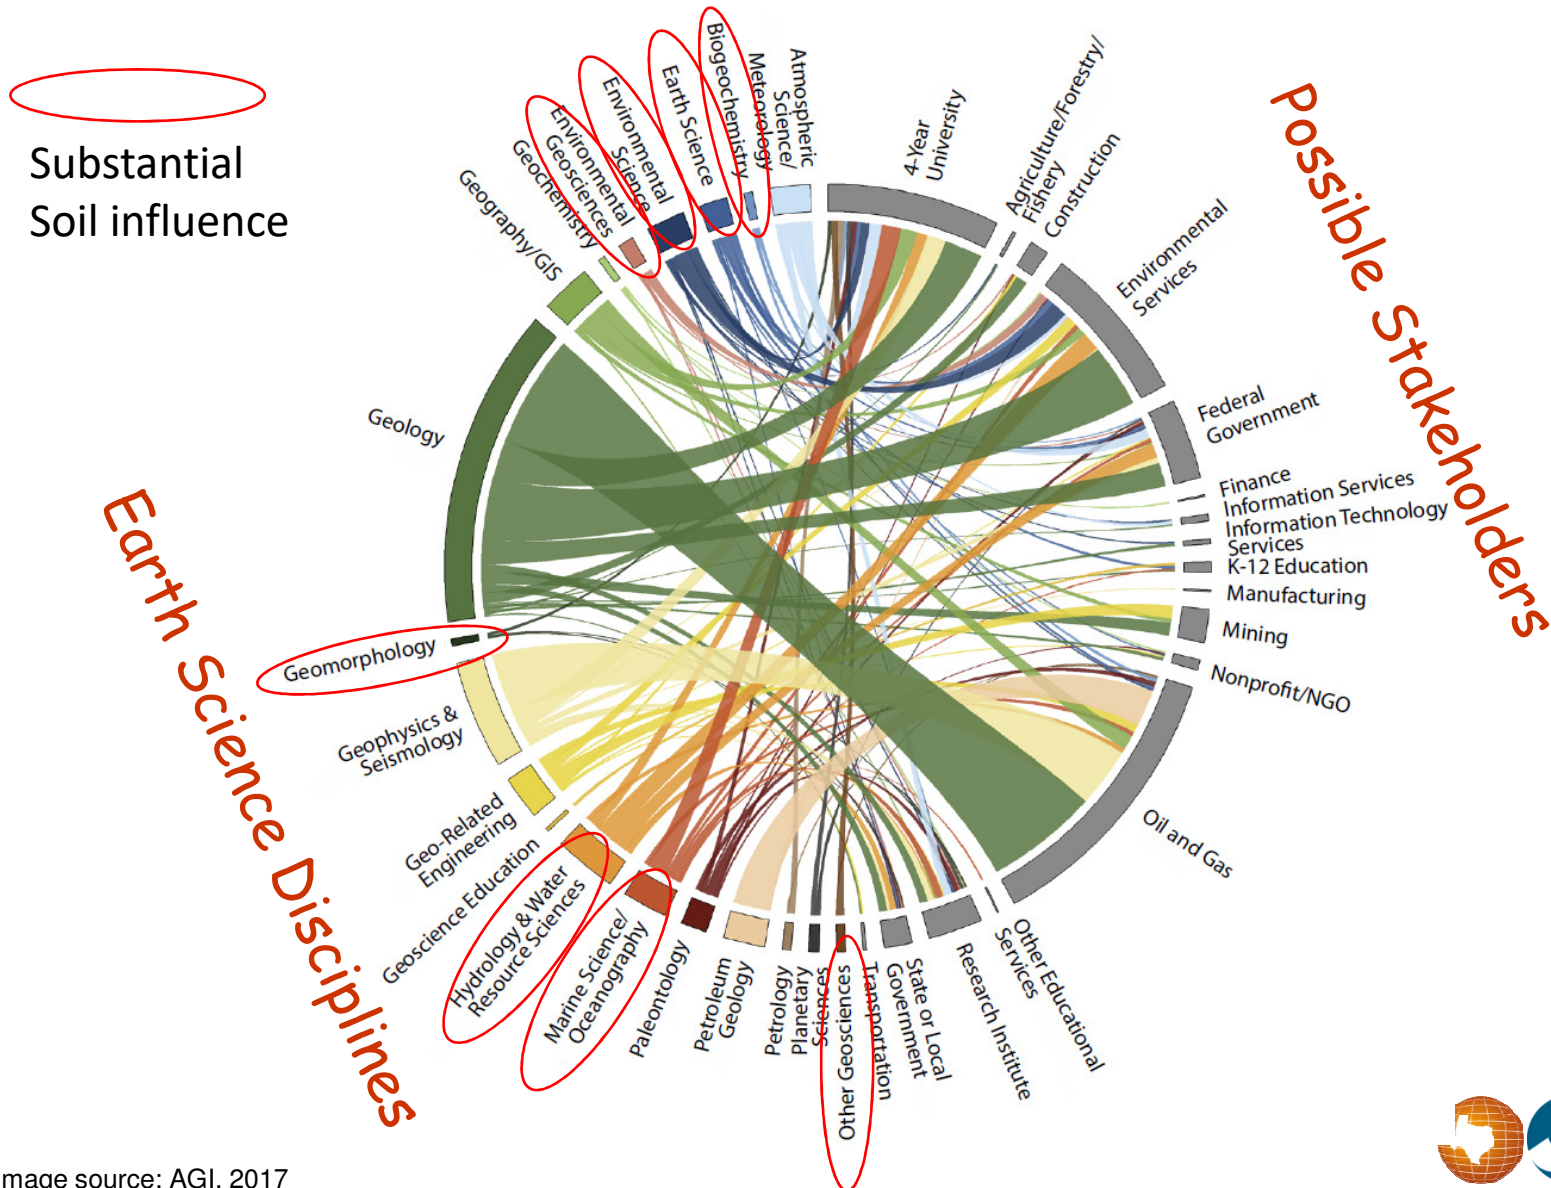 Substantial
Soil influence
Earth Science Disciplines
Possible Stakeholders
Atmospheric
Science/
Meteorology
Biogeochemistry
Earth Science
Environmental
Science
Environmental
Geosciences
Geochemistry
Geography/GIS
Geology
Geomorphology
Geophysics &
Seismology
Geo-Related
Engineering
Geoscience Education
Hydrology & Water
Resource Sciences
Marine Science/
Oceanography
Paleontology
Petroleum
Geology
Petrology
Planetary
Sciences
Other Geosciences
4-Year
University
Agriculture/Forestry/
Fishery
Construction
Environmental
Services
Federal
Government
Finance
Information Services
Information Technology
Services
K-12 Education
Manufacturing
Mining
Nonprofit/NGO
Oil and Gas
Other Educational
Services
Research Institute
State or Local
Government
Transportation
mage source: AGI, 2017